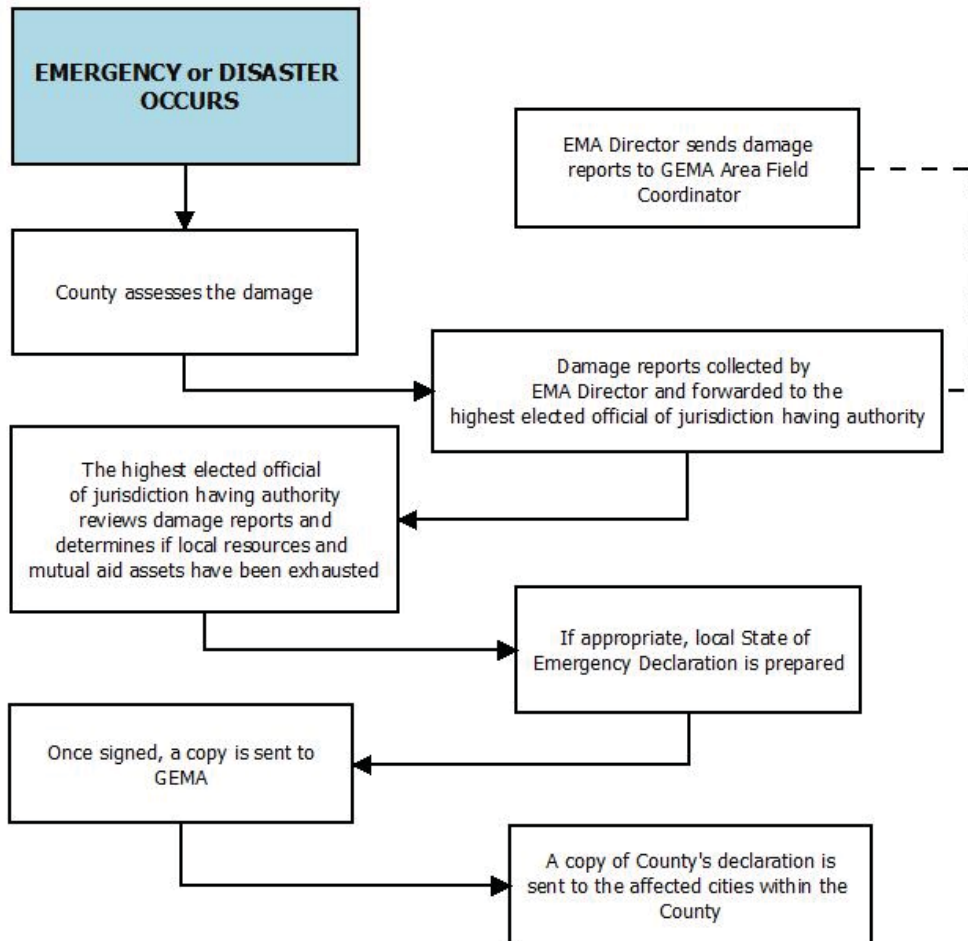 EMERGENCY or DISASTER
OCCURS
EMA Director sends damage
reports to GEMA Area Field
Coordinator
County assesses the damage
Damage reports collected by
EMA Director and forwarded to the
highest elected official of jurisdiction having authority
The highest elected official
of jurisdiction having authority
reviews damage reports and
determines if local resources and
mutual aid assets have been exhausted
If appropriate, local State of
Emergency Declaration is prepared
Once signed, a copy is sent to
GEMA
A copy of County's declaration is
sent to the affected cities within the
County